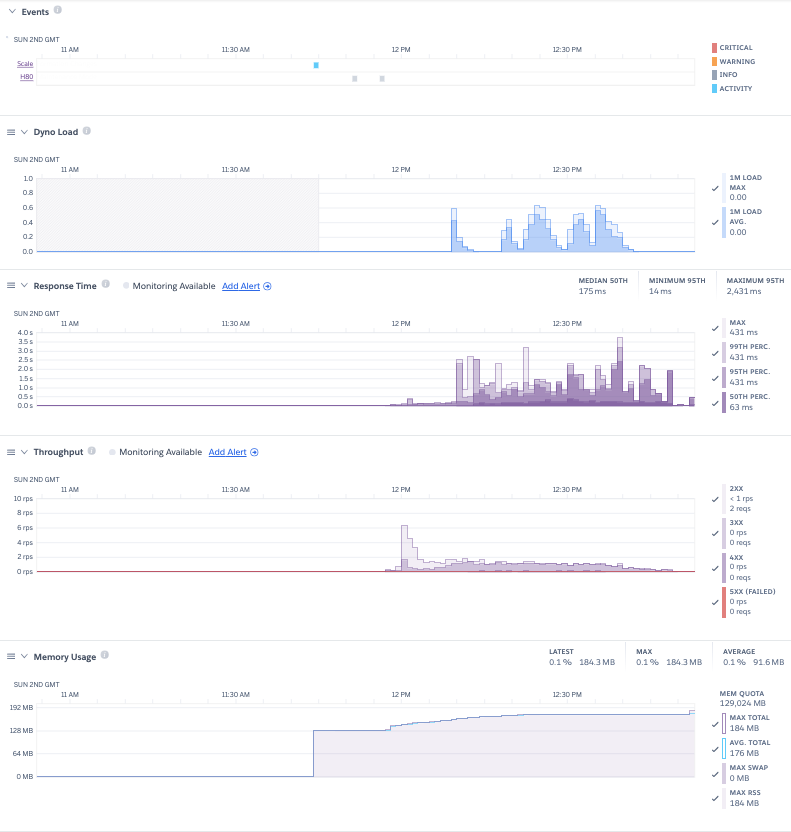 Events
SUN 2ND GMT
11 AM 11:30 AM 12 PM 12:30 PM
Scale
H80
CRITICAL
WARNING
INFO
ACTIVITY
Dyno Load
SUN 2ND GMT
11 AM 11:30 AM 12 PM 12:30 PM
1.0
0.8
0.6
0.4
0.2
0.0
1M LOAD
MAX
0.00
1M LOAD
AVG.
0.00
Response Time Monitoring Available Add Alert
MEDIAN 50TH MINIMUM 95TH MAXIMUM 95TH
175 ms 14 ms 2,431 ms
SUN 2ND GMT
11 AM 11:30 AM 12 PM 12:30 PM
4.0 s
3.5 s
3.0 s
2.5 s
2.0 s
1.5 s
1.0 s
0.5 s
0.0 s
MAX
431 ms
99TH PERC.
431 ms
95TH PERC.
431 ms
50TH PERC.
63 ms
Throughput Monitoring Available Add Alert
SUN 2ND GMT
11 AM 11:30 AM 12 PM 12:30 PM
10 rps
8 rps
6 rps
4 rps
2 rps
0 rps
2XX
< 1 rps
2 reqs
3XX
0 rps
0 reqs
4XX
0 rps
0 reqs
5XX (FAILED)
0 rps
0 reqs
Memory Usage
LATEST MAX AVERAGE
0.1 % 184.3 MB 0.1 % 184.3 MB 0.1 % 91.6 MB
SUN 2ND GMT
11 AM 11:30 AM 12 PM 12:30 PM
192 MB
128 MB
64 MB
0 MB
MEM QUOTA
129,024 MB
MAX TOTAL
184 MB
AVG. TOTAL
176 MB
MAX SWAP
0 MB
MAX RSS
184 MB